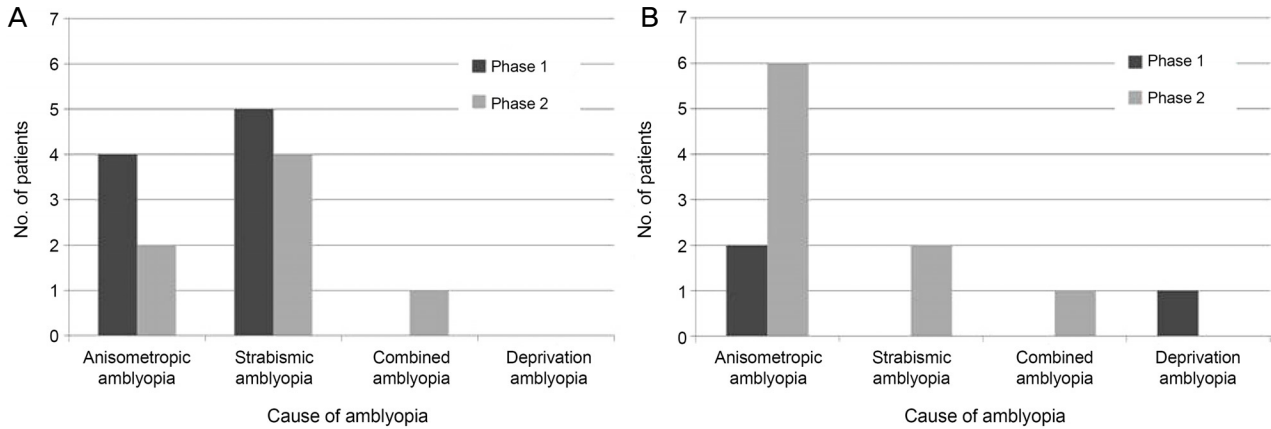 A
7
6
5
4
3
2
1
0
No. of patients
Phase 1
Phase 2
Anisometropic
amblyopia
Strabismic
amblyopia
Combined
amblyopia
Deprivation
amblyopia
Cause of amblyopia
B
7
6
5
4
3
2
1
0
No. of patients
Phase 1
Phase 2
Anisometropic
amblyopia
Strabismic
amblyopia
Combined
amblyopia
Deprivation
amblyopia
Cause of amblyopia